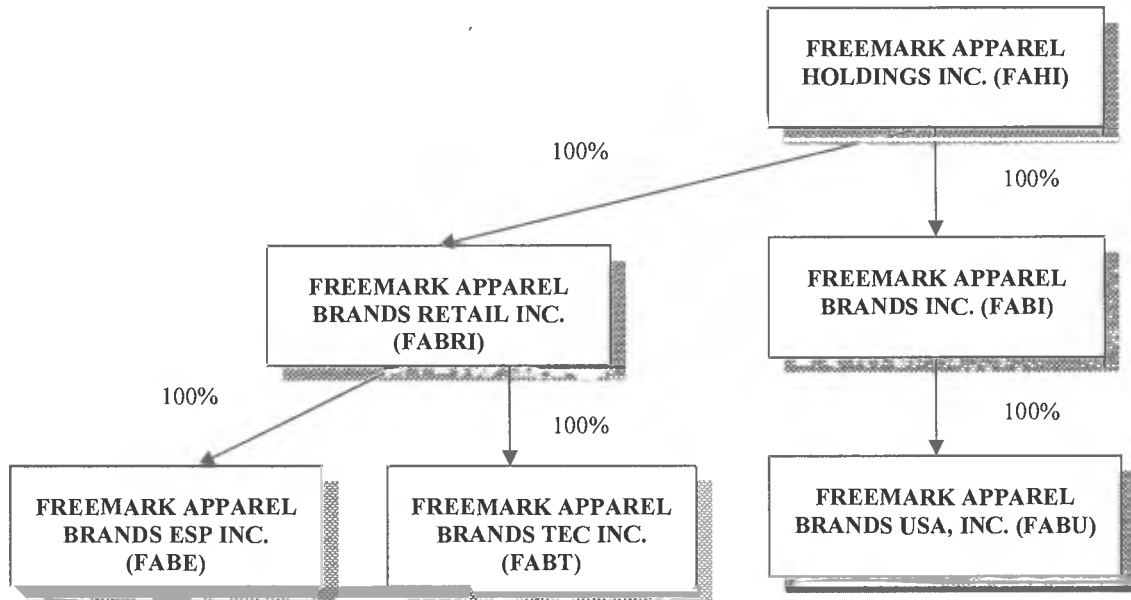 FREEMARK APPAREL
HOLDINGS INC. (FAHI)
100%
100%
FREEMARK APPAREL
BRANDS RETAIL INC.
(FABRI)
FREEMARK APPAREL
BRANDS INC. (FABI)
100%
100%
100%
FREEMARK APPAREL
BRANDS ESP INC.
(FABE)
FREEMARK APPAREL
BRANDS TEC INC.
(FABT)
FREEMARK APPAREL
BRANDS USA, INC. (FABU)